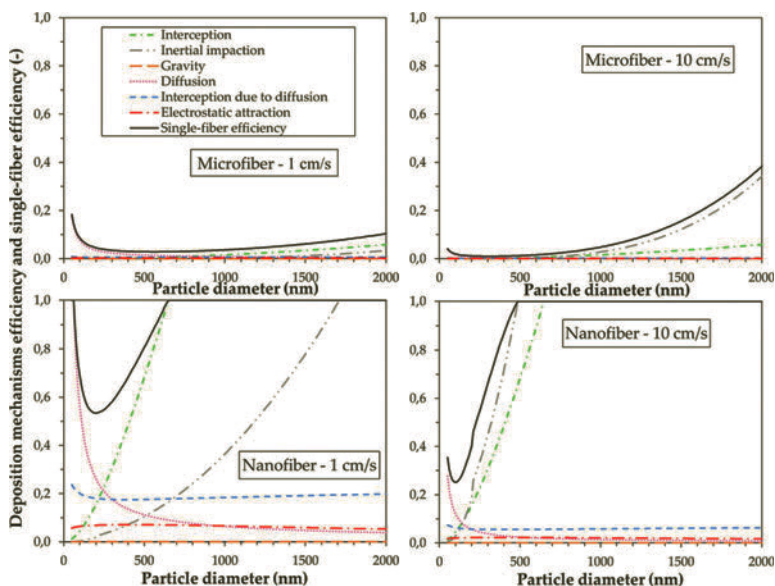 Deposition mechanisms efficiency and single-fiber efficiency (-)
1,0
0,8
0,6
0,4
0,2
0,0
Interception
Inertial impaction
Gravity
Diffusion
Interception due to diffusion
Electrostatic attraction
Single-fiber efficiency
Microfiber - 1 cm/s
0
500
1000
1500
2000
Particle diameter (nm)
1,0
0,8
0,6
0,4
0,2
0,0
Microfiber - 10 cm/s
0
500
1000
1500
2000
Particle diameter (nm)
1,0
0,8
0,6
0,4
0,2
0,0
Nanofiber - 1 cm/s
0
500
1000
1500
2000
Particle diameter (nm)
1,0
0,8
0,6
0,4
0,2
0,0
Nanofiber - 10 cm/s
0
500
1000
1500
2000
Particle diameter (nm)